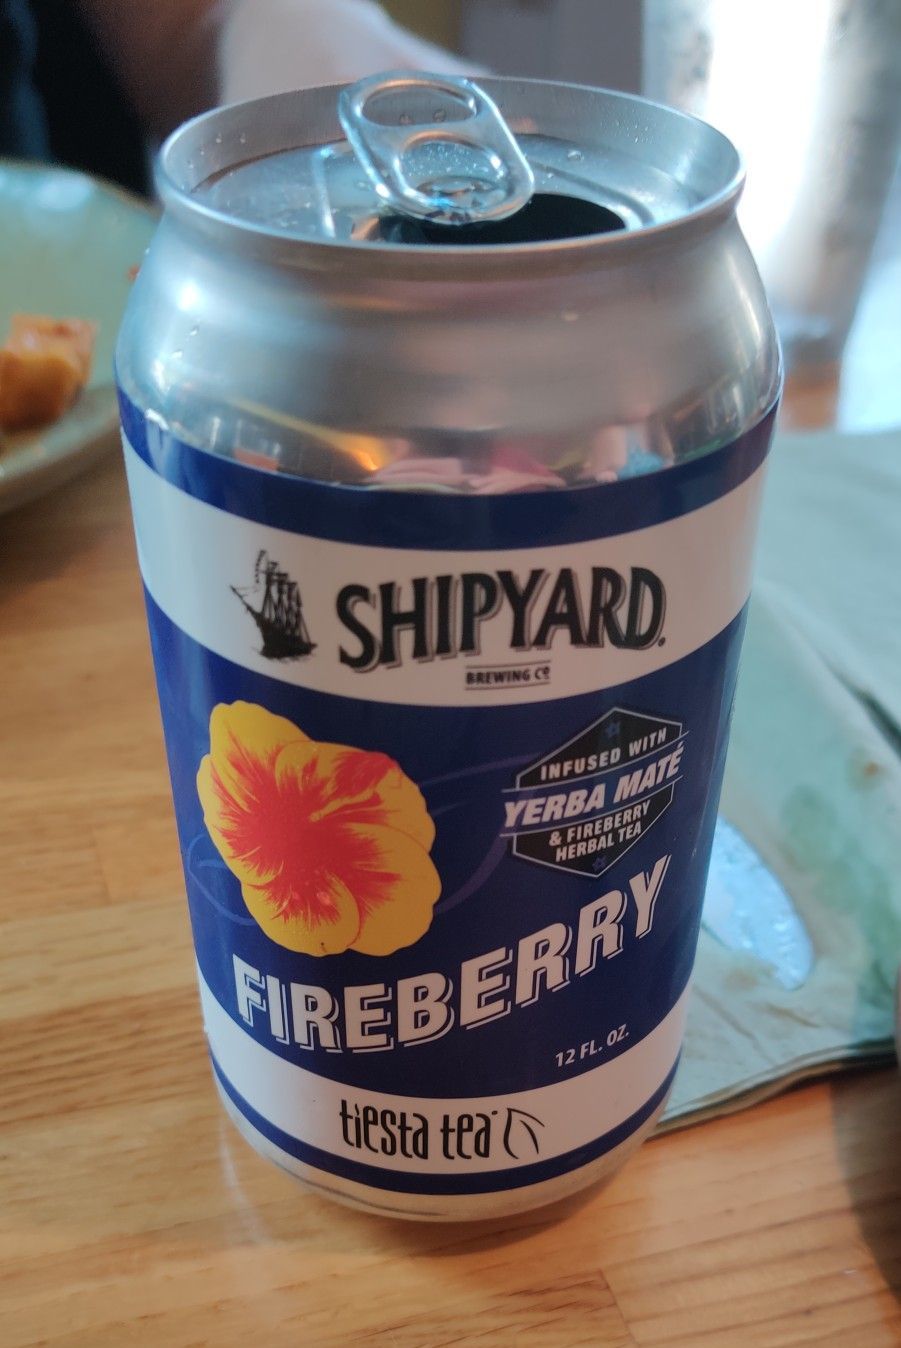 SHIPYARD
BREWING Co
INFUSED WITH
YERBA MATÉ
& FIREBERRY
HERBAL TEA
FIREBERRY
12 FL. OZ.
tiesta tea